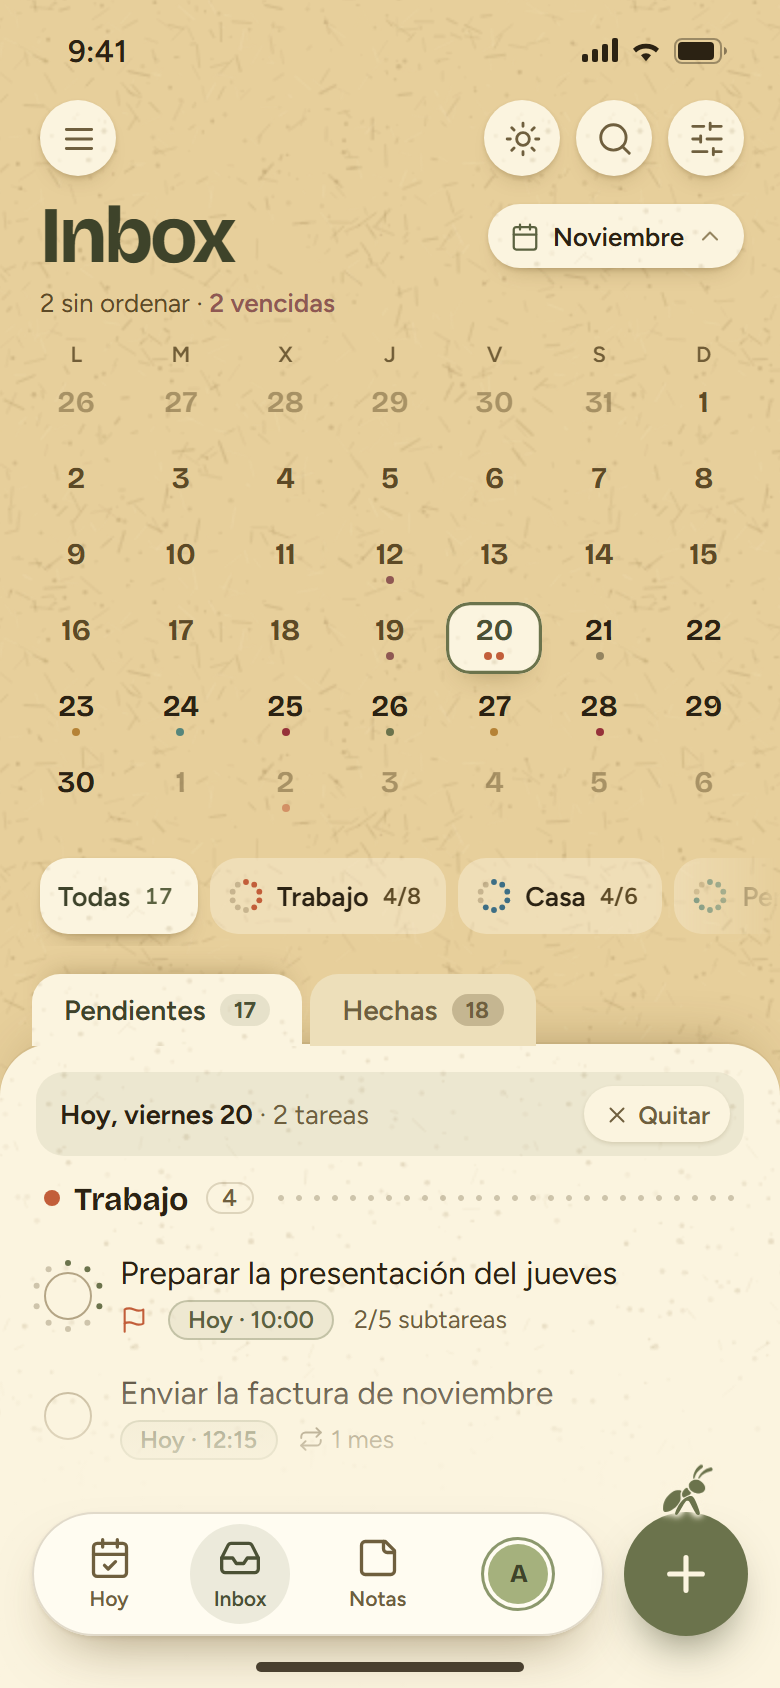 9:41
Inbox
Noviembre
2 sin ordenar · 2 vencidas
L M X J V S D
26 27 28 29 30 31 1
2 3 4 5 6 7 8
9 10 11 12 13 14 15
16 17 18 19 20 21 22
23 24 25 26 27 28 29
30 1 2 3 4 5 6
Todas 17 Trabajo 4/8 Casa 4/6
Pendientes 17 Hechas 18
Hoy, viernes 20 · 2 tareas Quitar
Trabajo 4
Preparar la presentación del jueves
Hoy · 10:00 2/5 subtareas
Enviar la factura de noviembre
Hoy · 12:15 1 mes
Hoy Inbox Notas A